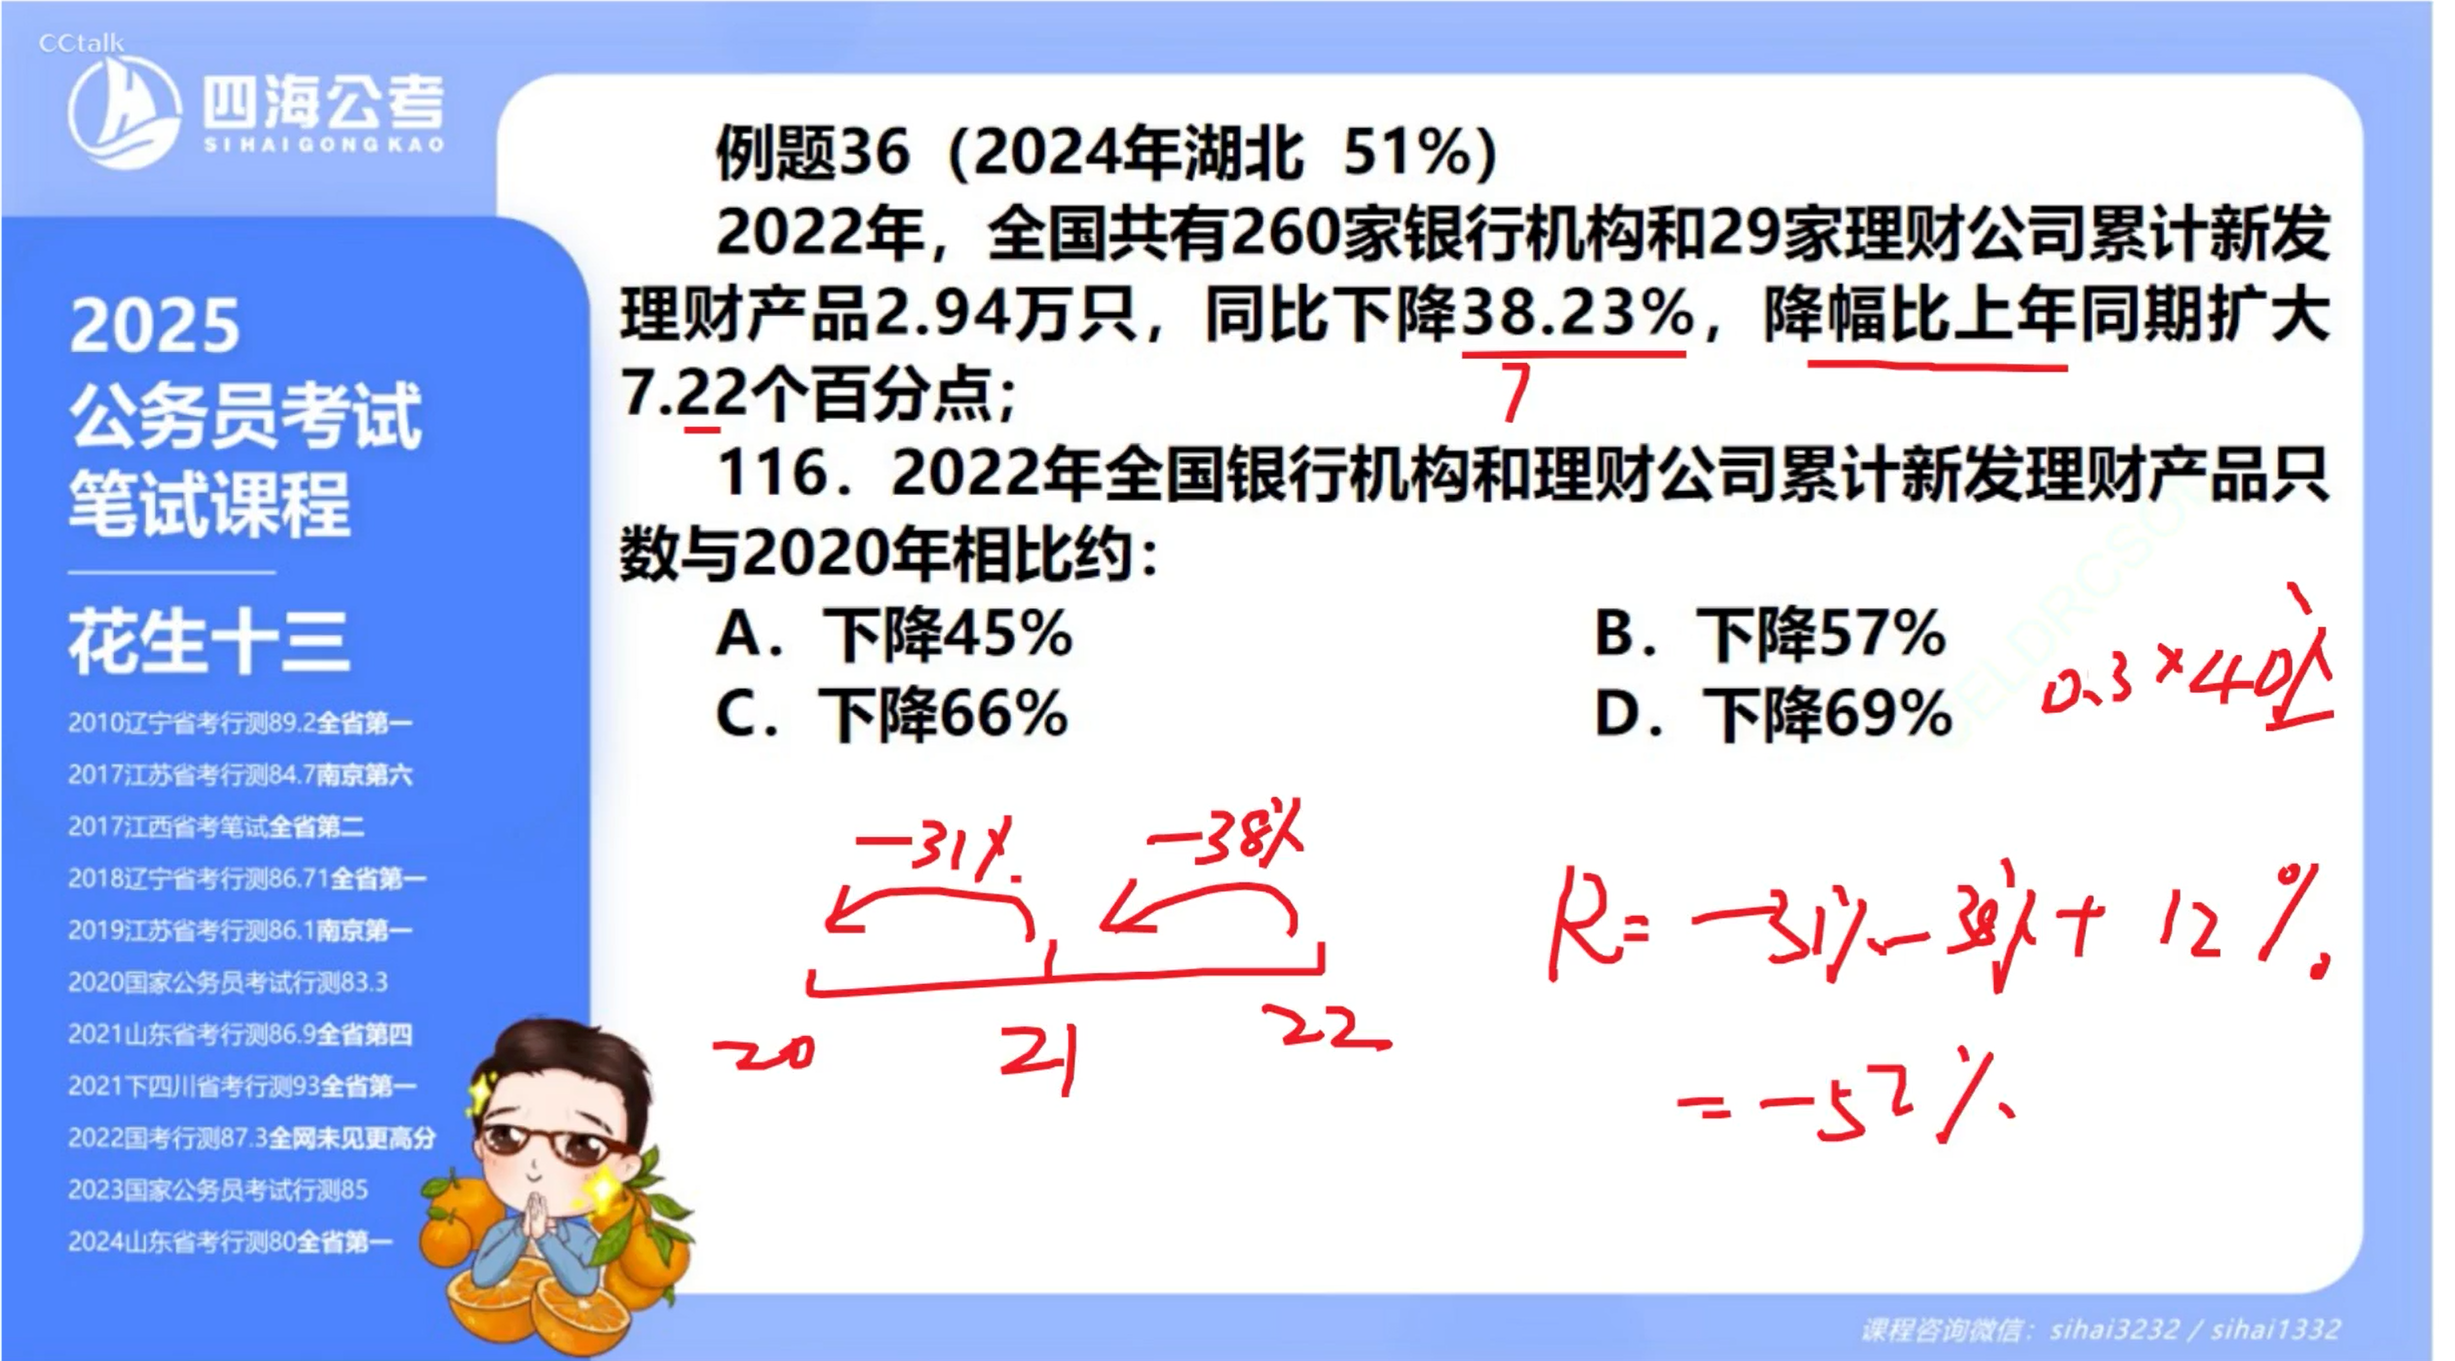 CCtalk
四海公考
SIHAIGONGKAO
2025
公务员考试
笔试课程
花生十三
2010辽宁省考行测89.2全省第一
2017江苏省考行测84.7南京第六
2017江西省考笔试全省第二
2018辽宁省考行测86.71全省第一
2019江苏省考行测86.1南京第一
2020国家公务员考试行测83.3
2021山东省考行测86.9全省第四
2021下四川省考行测93全省第一
2022国考行测87.3全网未见更高分
2023国家公务员考试行测85
2024山东省考行测80全省第一
例题36（2024年湖北 51%）
2022年，全国共有260家银行机构和29家理财公司累计新发
理财产品2.94万只，同比下降38.23%，降幅比上年同期扩大
7.22个百分点；
7
116．2022年全国银行机构和理财公司累计新发理财产品只
数与2020年相比约：
A．下降45%
B．下降57%
C．下降66%
D．下降69%
0.3×40%
-31%
-38%
20
21
22
R=-31%-38%+12%
=-57%
课程咨询微信：sihai3232 / sihai1332